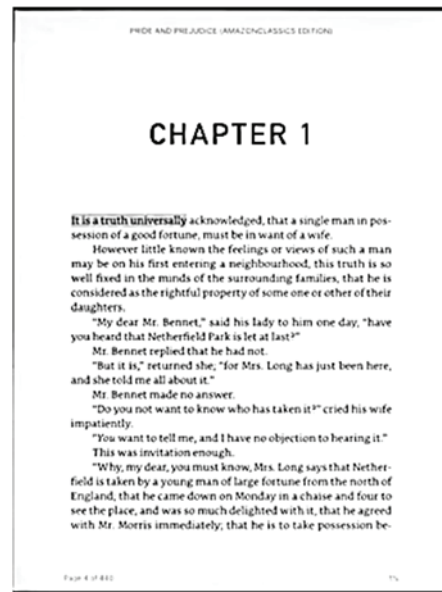 PRIDE AND PREJUDICE (AMAZONCLASSICS EDITION)
CHAPTER 1
It is a truth universally acknowledged, that a single man in pos-
session of a good fortune, must be in want of a wife.
However little known the feelings or views of such a man
may be on his first entering a neighbourhood, this truth is so
well fixed in the minds of the surrounding families, that he is
considered as the rightful property of some one or other of their
daughters.
"My dear Mr. Bennet," said his lady to him one day, "have
you heard that Netherfield Park is let at last?"
Mr. Bennet replied that he had not.
"But it is," returned she; "for Mrs. Long has just been here,
and she told me all about it."
Mr. Bennet made no answer.
"Do you not want to know who has taken it?" cried his wife
impatiently.
"You want to tell me, and I have no objection to hearing it."
This was invitation enough.
"Why, my dear, you must know, Mrs. Long says that Nether-
field is taken by a young man of large fortune from the north of
England; that he came down on Monday in a chaise and four to
see the place, and was so much delighted with it, that he agreed
with Mr. Morris immediately; that he is to take possession be-
Page 4 of 440
1%